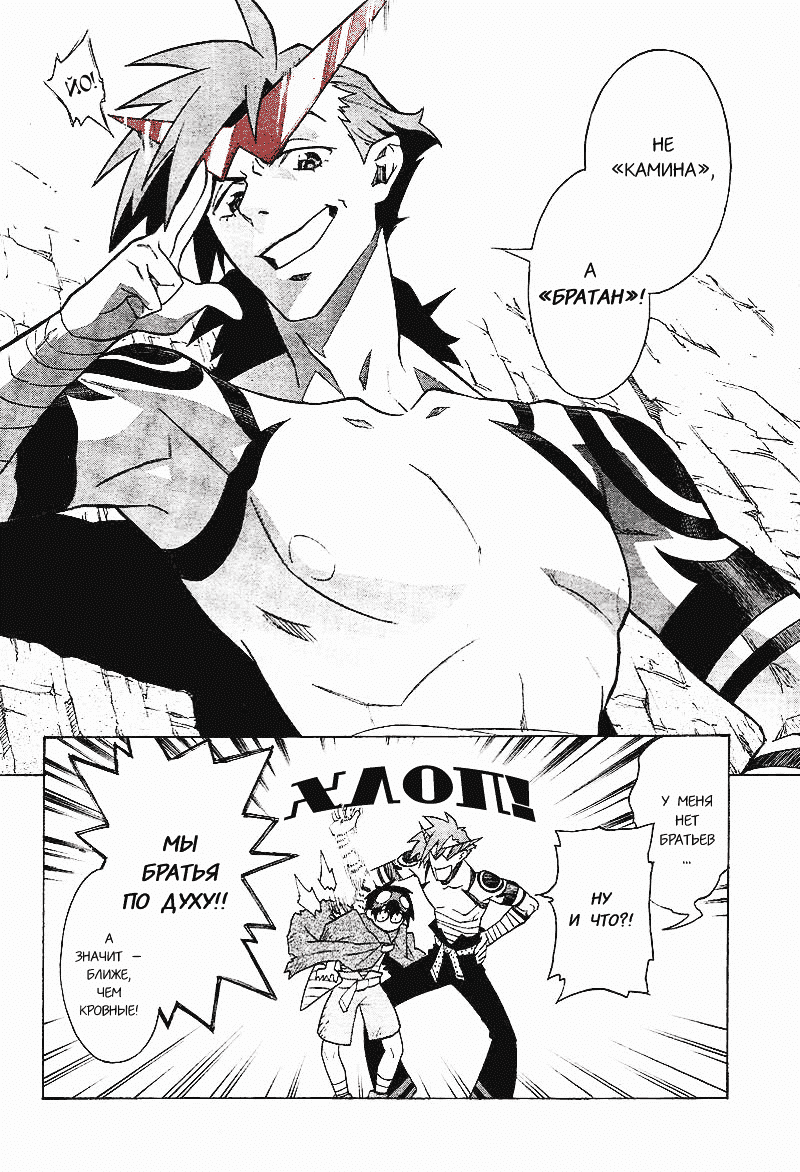 ЙО!
НЕ
«КАМИНА»,
А
«БРАТАН»!
У МЕНЯ
НЕТ
БРАТЬЕВ
...
НУ
И ЧТО?!
ХЛОП!
МЫ
БРАТЬЯ
ПО ДУХУ!!
А
ЗНАЧИТ –
БЛИЖЕ,
ЧЕМ
КРОВНЫЕ!